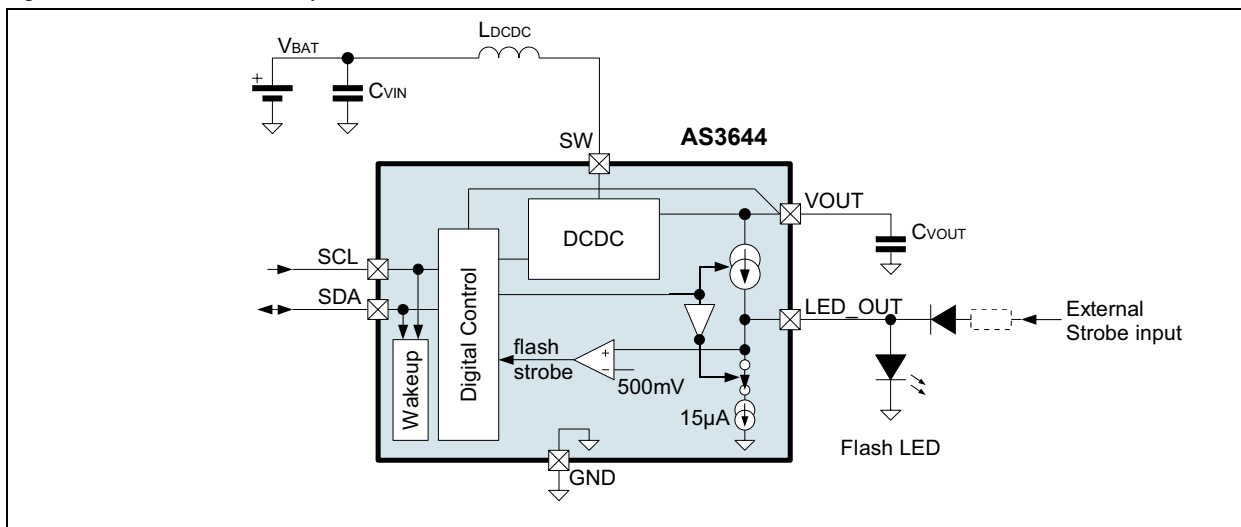 LDCDC
VBAT
+
CVIN
SW
AS3644
VOUT
DCDC
CVOUT
SCL
SDA
LED_OUT
External
Strobe input
Digital Control
Wakeup
flash
strobe
+
−
500mV
15µA
Flash LED
GND